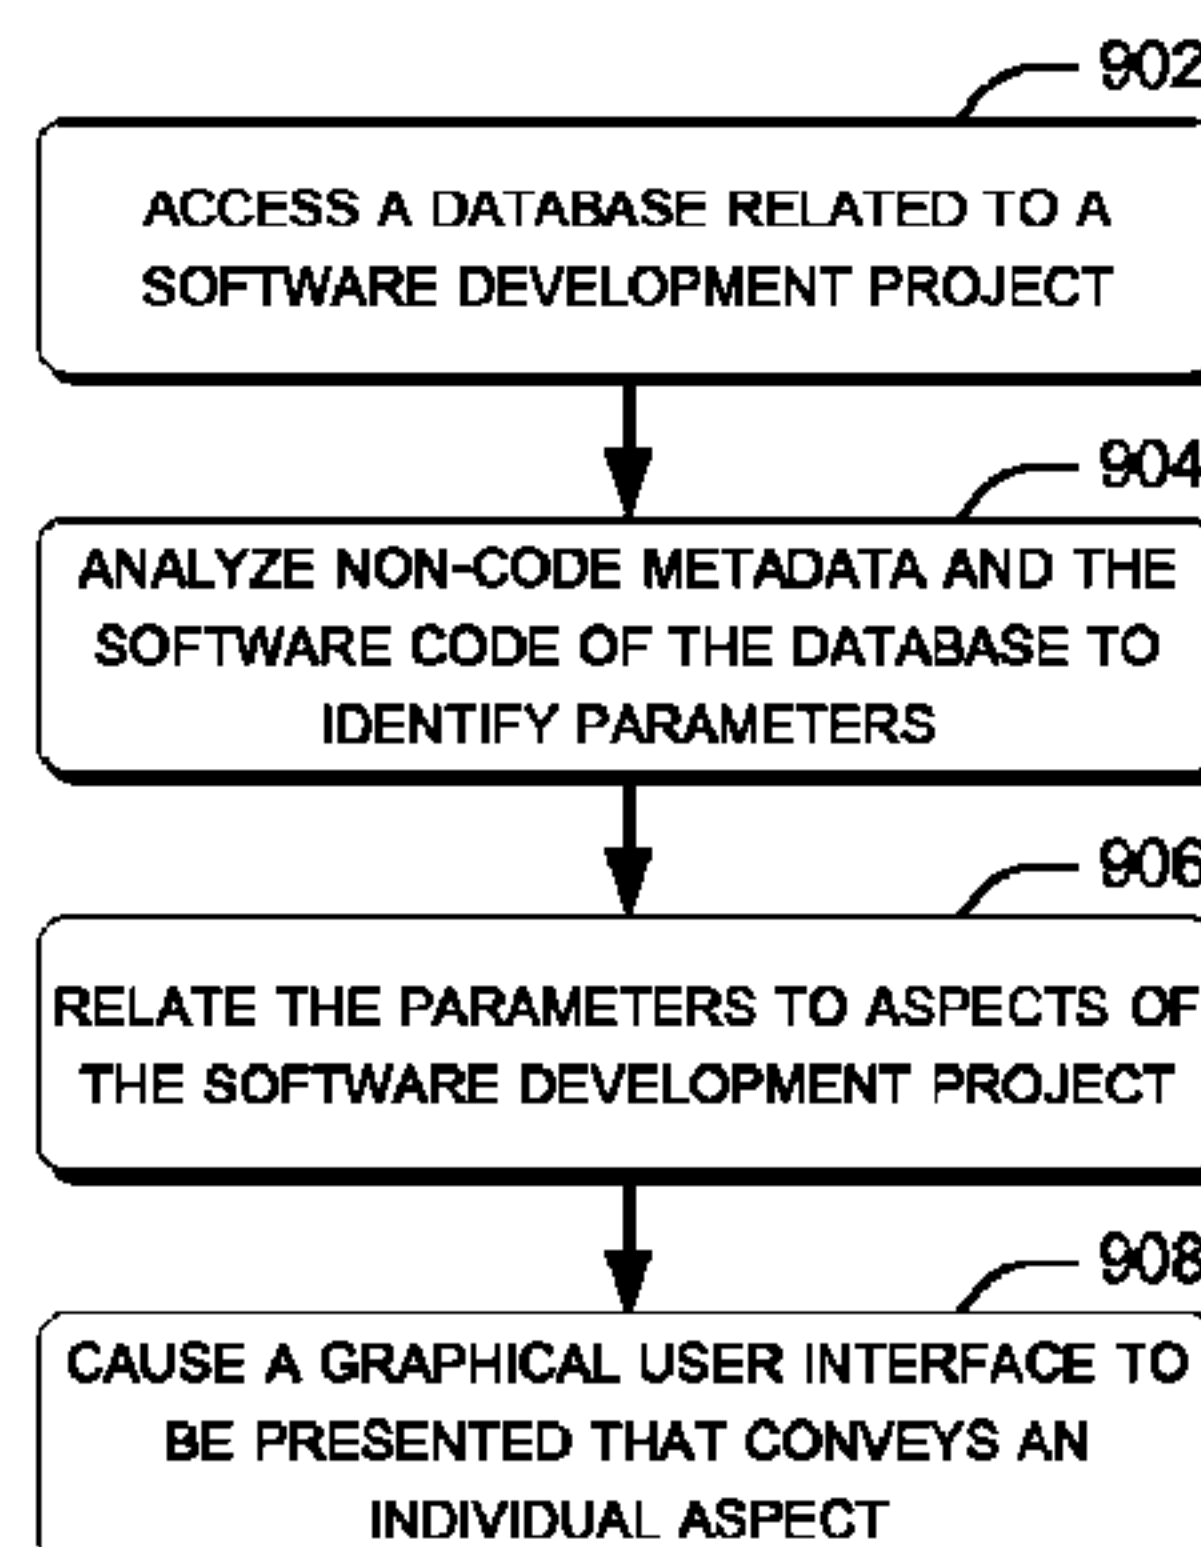 902
ACCESS A DATABASE RELATED TO A
SOFTWARE DEVELOPMENT PROJECT
904
ANALYZE NON-CODE METADATA AND THE
SOFTWARE CODE OF THE DATABASE TO
IDENTIFY PARAMETERS
906
RELATE THE PARAMETERS TO ASPECTS OF
THE SOFTWARE DEVELOPMENT PROJECT
908
CAUSE A GRAPHICAL USER INTERFACE TO
BE PRESENTED THAT CONVEYS AN
INDIVIDUAL ASPECT